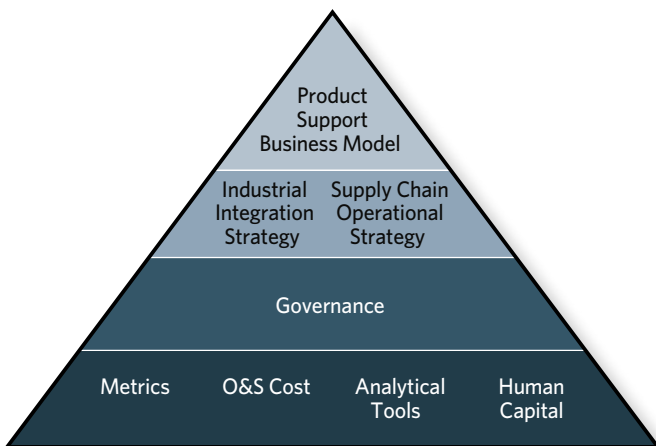 Product
Support
Business Model
Industrial
Integration
Strategy
Supply Chain
Operational
Strategy
Governance
Metrics
O&S Cost
Analytical
Tools
Human
Capital